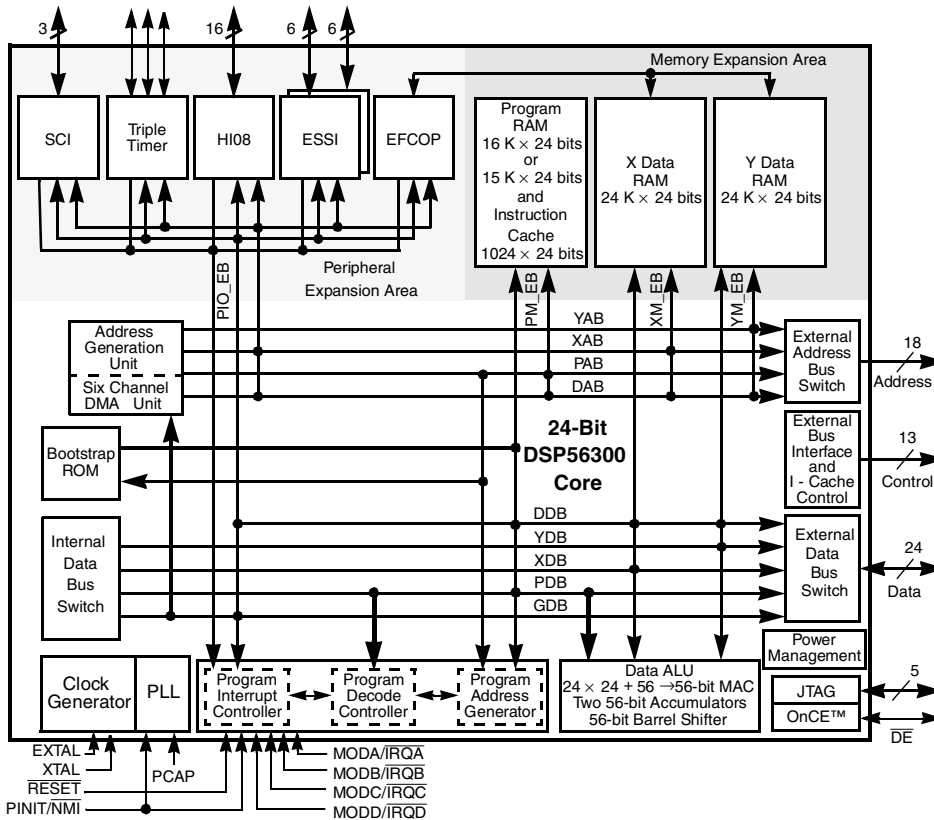 3
16
6
6
Memory Expansion Area
SCI
Triple
Timer
HI08
ESSI
EFCOP
Program
RAM
16 K × 24 bits
or
15 K × 24 bits
and
Instruction
Cache
1024 × 24 bits
X Data
RAM
24 K × 24 bits
Y Data
RAM
24 K × 24 bits
Peripheral
Expansion Area
PIO_EB
PM_EB
XM_EB
YM_EB
Address
Generation
Unit
Six Channel
DMA Unit
YAB
XAB
PAB
DAB
External
Address
Bus
Switch
18
Address
Bootstrap
ROM
24-Bit
DSP56300
Core
External
Bus
Interface
and
I - Cache
Control
13
Control
Internal
Data
Bus
Switch
DDB
YDB
XDB
PDB
GDB
External
Data
Bus
Switch
24
Data
Power
Management
Clock
Generator
PLL
Program
Interrupt
Controller
Program
Decode
Controller
Program
Address
Generator
Data ALU
24 × 24 + 56 →56-bit MAC
Two 56-bit Accumulators
56-bit Barrel Shifter
JTAG
OnCE™
5
DE
EXTAL
XTAL
RESET
PINIT/NMI
PCAP
MODA/IRQA
MODB/IRQB
MODC/IRQC
MODD/IRQD